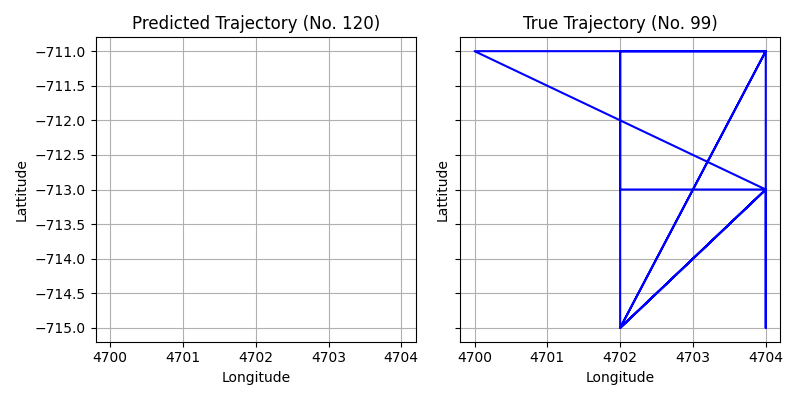 Predicted Trajectory (No. 120)
True Trajectory (No. 99)
−711.0
−711.5
−712.0
−712.5
−713.0
−713.5
−714.0
−714.5
−715.0
Lattitude
Lattitude
4700 4701 4702 4703 4704
4700 4701 4702 4703 4704
Longitude
Longitude